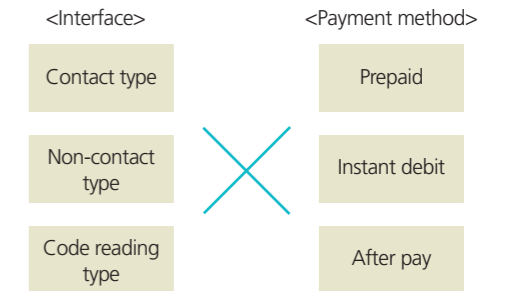 <Interface>
<Payment method>
Contact type
Prepaid
Non-contact
type
Instant debit
Code reading
type
After pay